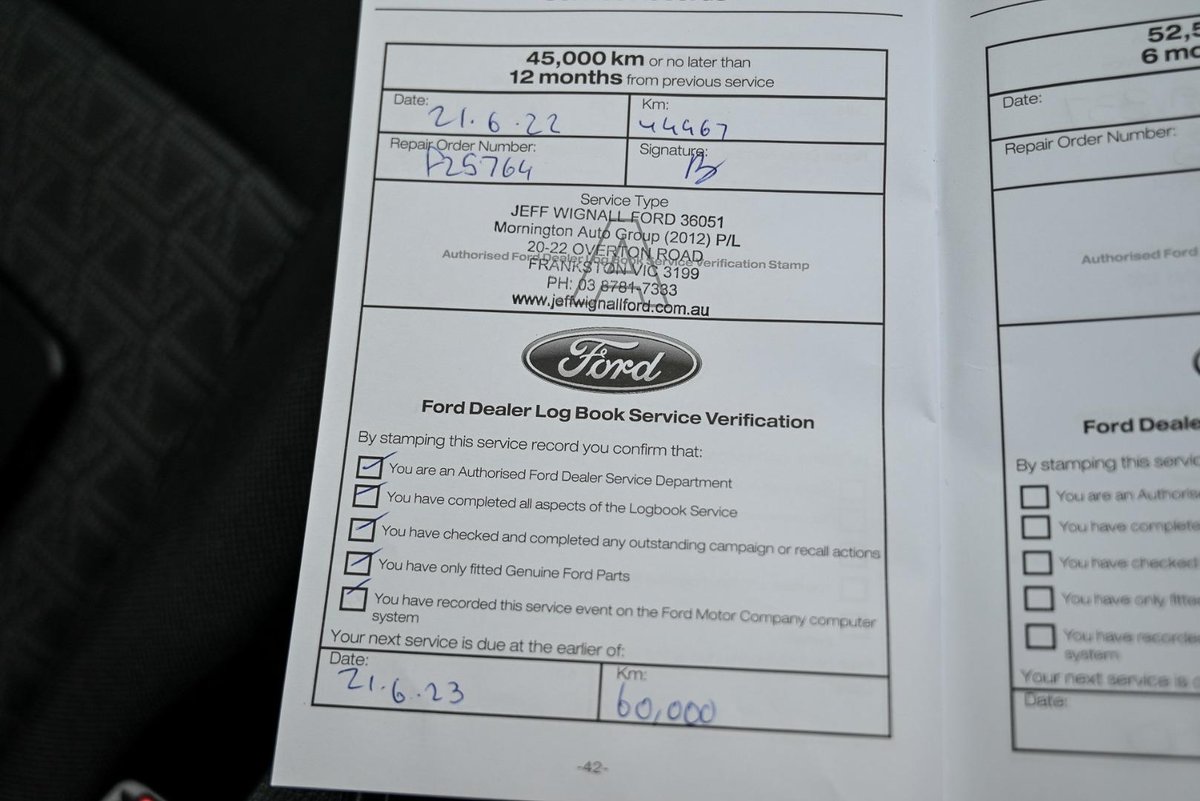 45,000 km or no later than
12 months from previous service
Date: 21.6.22
Km: 44967
Repair Order Number: P25764
Signature:
Service Type
A
JEFF WIGNALL FORD 36051
Mornington Auto Group (2012) P/L
20-22 OVERTON ROAD
Authorised Ford Dealer Log Book Service Verification Stamp
FRANKSTON VIC 3199
PH: 03 8781-7333
www.jeffwignallford.com.au
Ford
Ford Dealer Log Book Service Verification
By stamping this service record you confirm that:
You are an Authorised Ford Dealer Service Department
You have completed all aspects of the Logbook Service
You have checked and completed any outstanding campaign or recall actions
You have only fitted Genuine Ford Parts
You have recorded this service event on the Ford Motor Company computer
system
Your next service is due at the earlier of:
Date: 21.6.23
Km: 60,000
-42-
52,5
6 mo
Date:
Repair Order Number:
Authorised Ford
Ford Deale
By stamping this servic
You are an Authoris
You have complete
You have checked
You have only fitte
You have recorde
system
Your next service is d
Date: